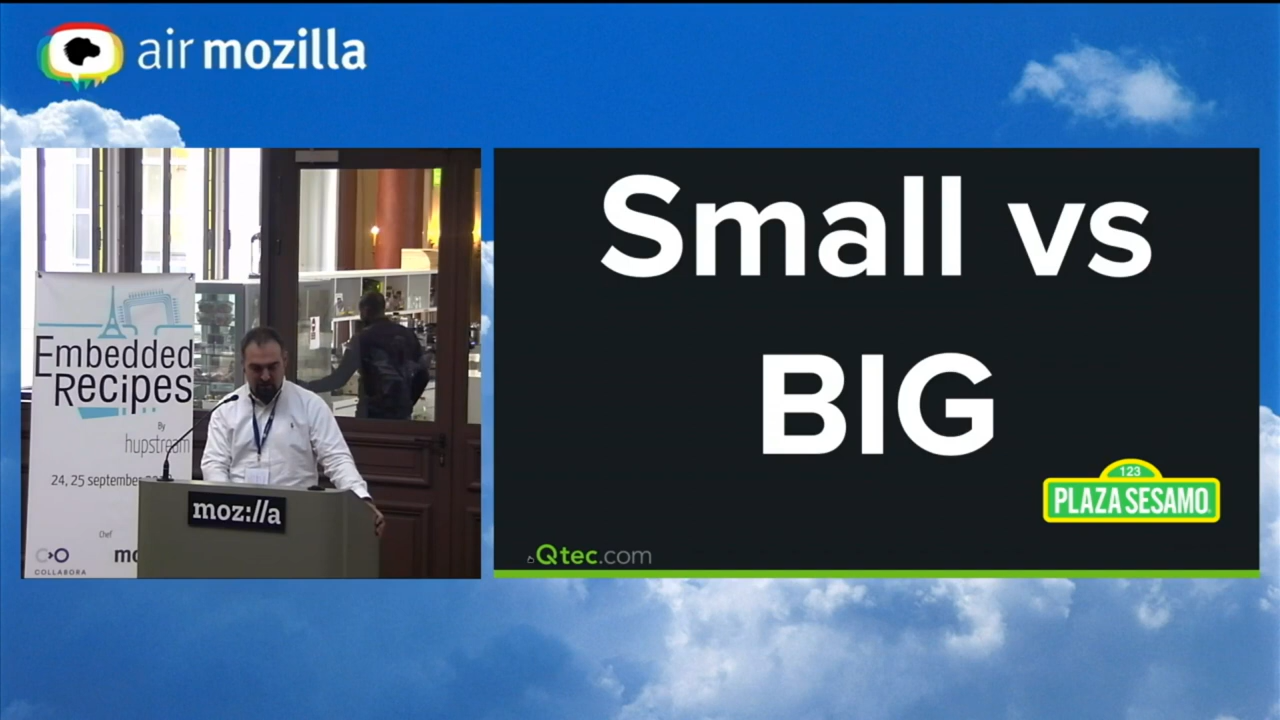 air mozilla
Embedded
Recipes
By
hupstream
24, 25 september
Chef
COLLABORA
moz://a
Small vs
BIG
123
PLAZA SESAMO
Qtec.com